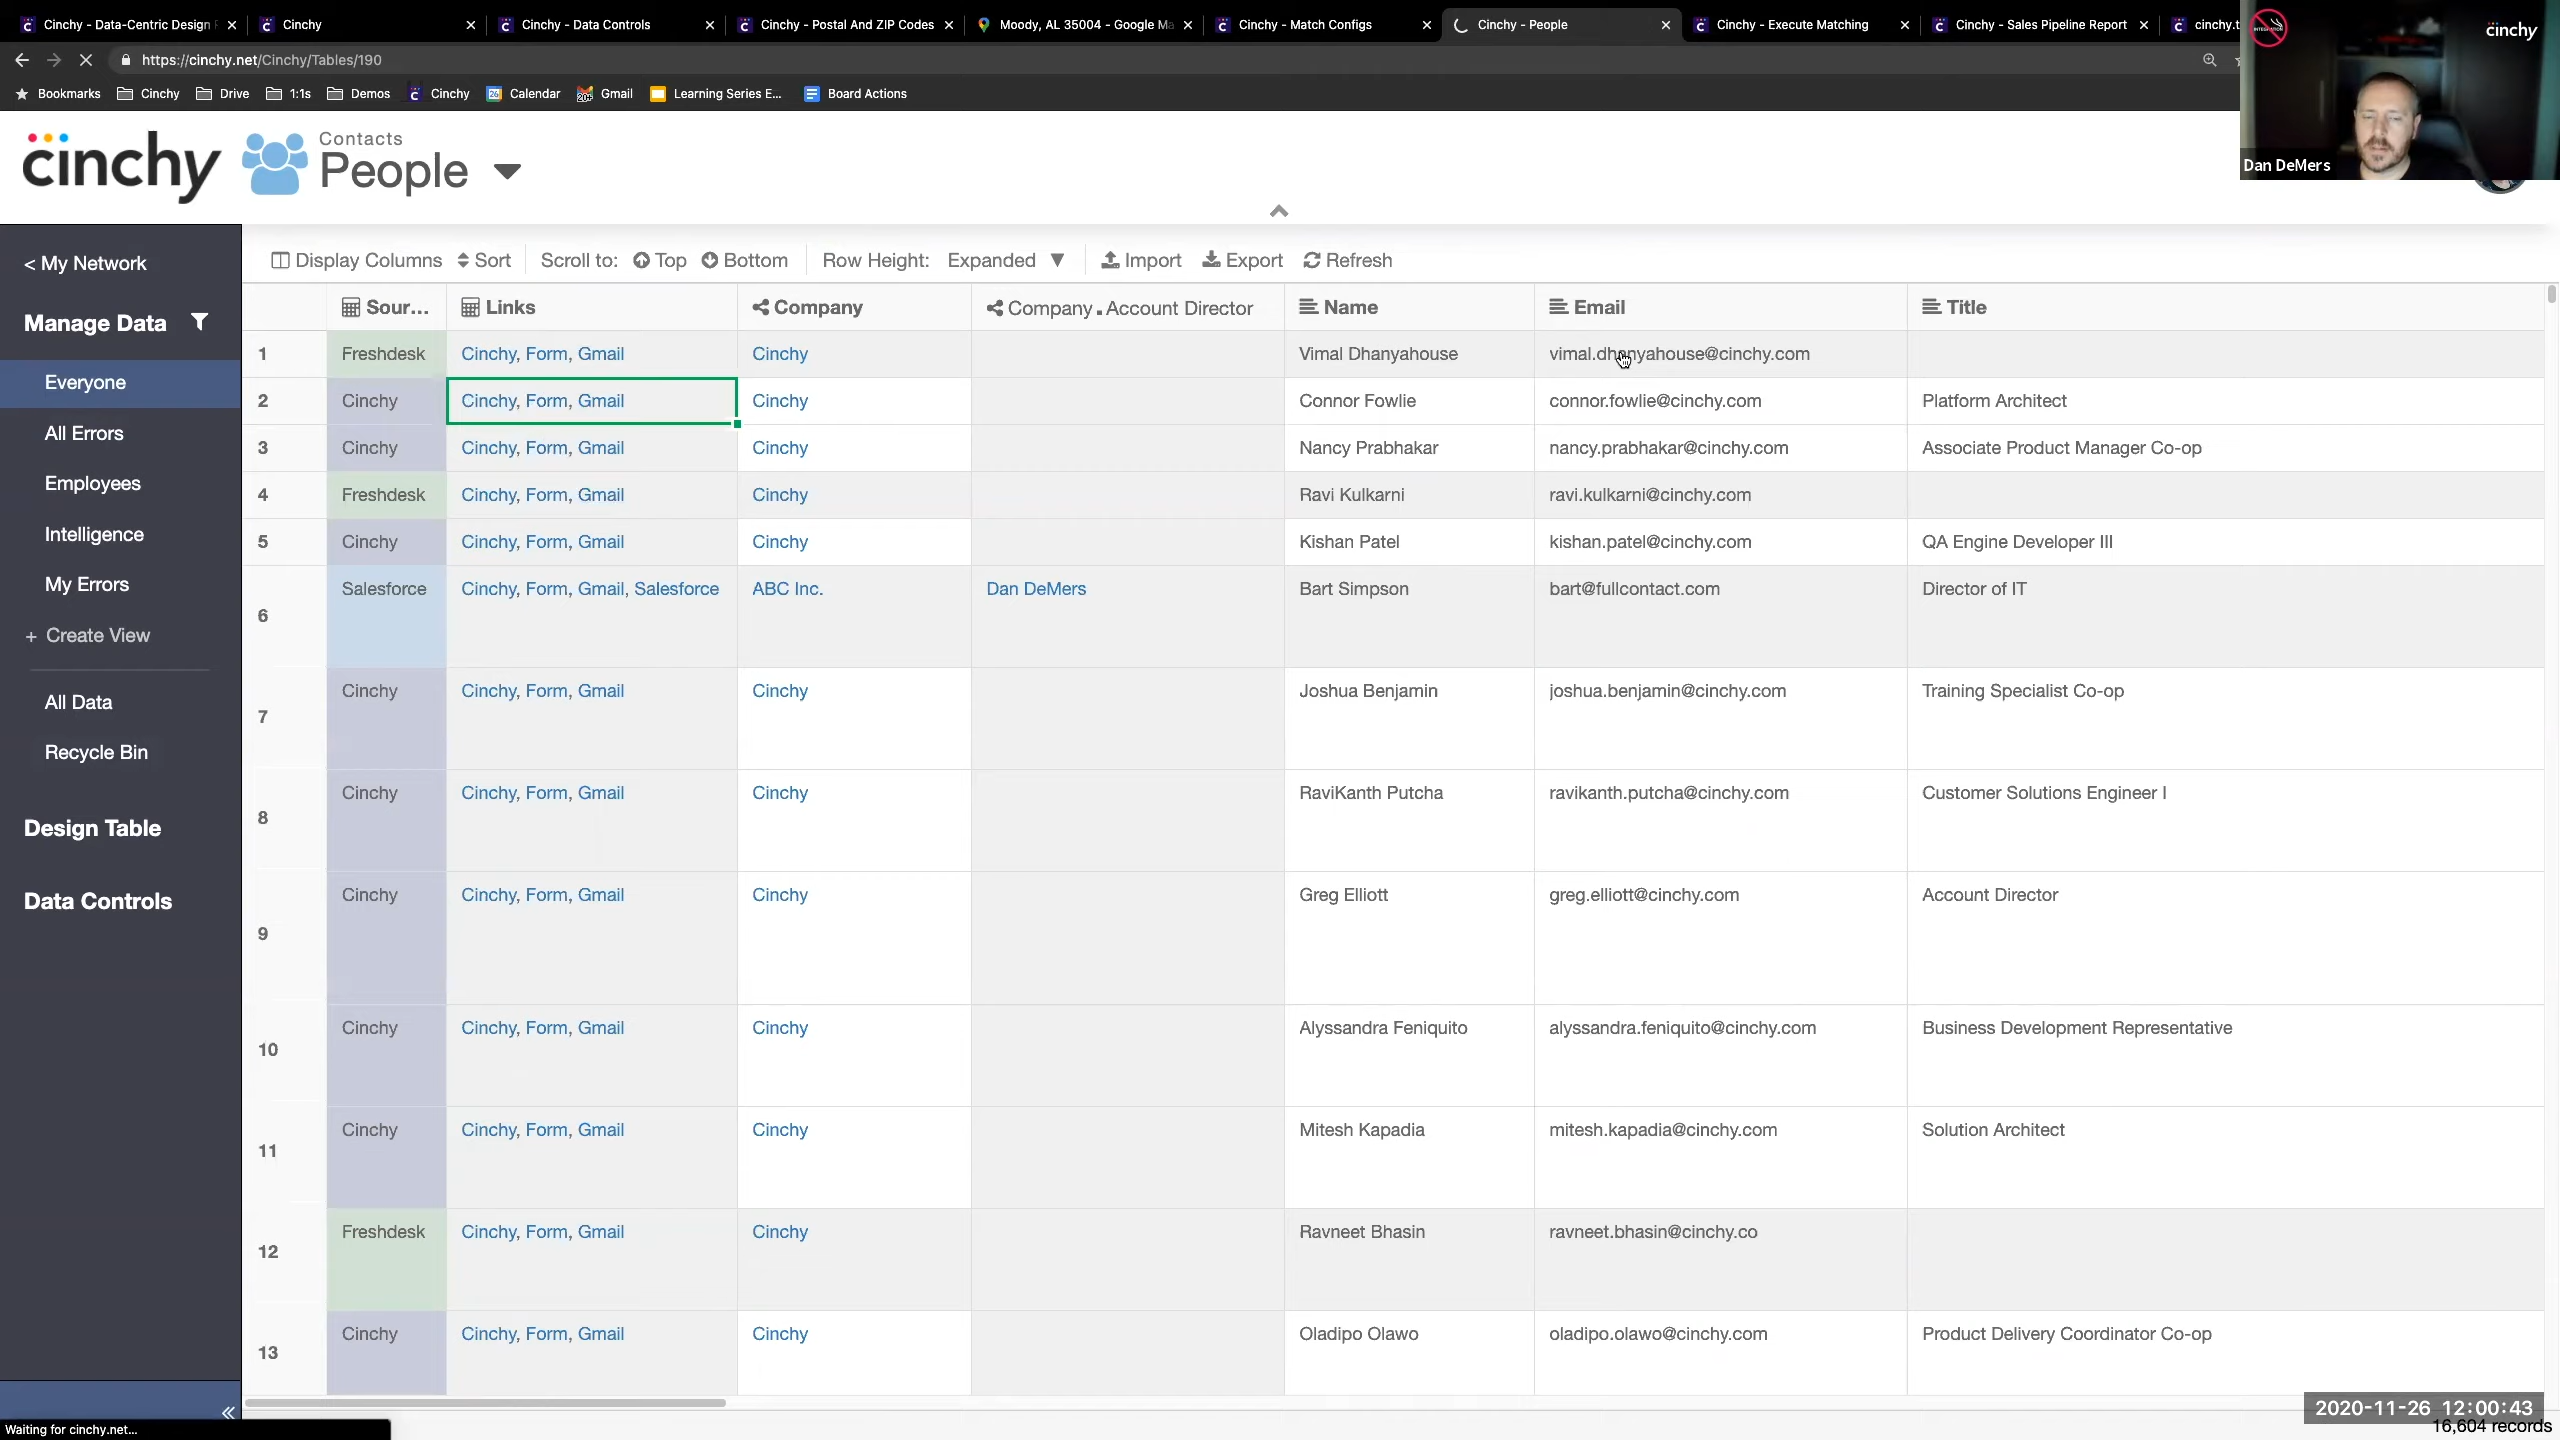 Cinchy - Data-Centric Design
Cinchy
Cinchy - Data Controls
Cinchy - Postal And ZIP Codes
Moody, AL 35004 - Google Ma
Cinchy - Match Configs
Cinchy - People
Cinchy - Execute Matching
Cinchy - Sales Pipeline Report
cinchy.t
cinchy
https://cinchy.net/Cinchy/Tables/190
Bookmarks Cinchy Drive 1:1s Demos Cinchy Calendar Gmail Learning Series E... Board Actions
Dan DeMers
cinchy
Contacts
People
< My Network
Manage Data
Everyone
All Errors
Employees
Intelligence
My Errors
+ Create View
All Data
Recycle Bin
Design Table
Data Controls
Display Columns Sort Scroll to: Top Bottom Row Height: Expanded Import Export Refresh
Sour... Links Company Company . Account Director Name Email Title
1 Freshdesk Cinchy, Form, Gmail Cinchy Vimal Dhanyahouse vimal.dhanyahouse@cinchy.com
2 Cinchy Cinchy, Form, Gmail Cinchy Connor Fowlie connor.fowlie@cinchy.com Platform Architect
3 Cinchy Cinchy, Form, Gmail Cinchy Nancy Prabhakar nancy.prabhakar@cinchy.com Associate Product Manager Co-op
4 Freshdesk Cinchy, Form, Gmail Cinchy Ravi Kulkarni ravi.kulkarni@cinchy.com
5 Cinchy Cinchy, Form, Gmail Cinchy Kishan Patel kishan.patel@cinchy.com QA Engine Developer III
6 Salesforce Cinchy, Form, Gmail, Salesforce ABC Inc. Dan DeMers Bart Simpson bart@fullcontact.com Director of IT
7 Cinchy Cinchy, Form, Gmail Cinchy Joshua Benjamin joshua.benjamin@cinchy.com Training Specialist Co-op
8 Cinchy Cinchy, Form, Gmail Cinchy RaviKanth Putcha ravikanth.putcha@cinchy.com Customer Solutions Engineer I
9 Cinchy Cinchy, Form, Gmail Cinchy Greg Elliott greg.elliott@cinchy.com Account Director
10 Cinchy Cinchy, Form, Gmail Cinchy Alyssandra Feniquito alyssandra.feniquito@cinchy.com Business Development Representative
11 Cinchy Cinchy, Form, Gmail Cinchy Mitesh Kapadia mitesh.kapadia@cinchy.com Solution Architect
12 Freshdesk Cinchy, Form, Gmail Cinchy Ravneet Bhasin ravneet.bhasin@cinchy.co
13 Cinchy Cinchy, Form, Gmail Cinchy Oladipo Olawo oladipo.olawo@cinchy.com Product Delivery Coordinator Co-op
2020-11-26 12:00:43
16,604 records
Waiting for cinchy.net...